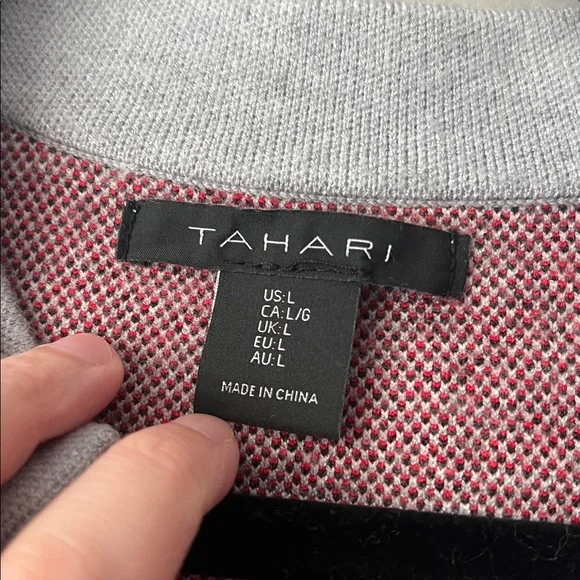 TAHARI
US:L
CA:L/G
UK:L
EU:L
AU:L
MADE IN CHINA